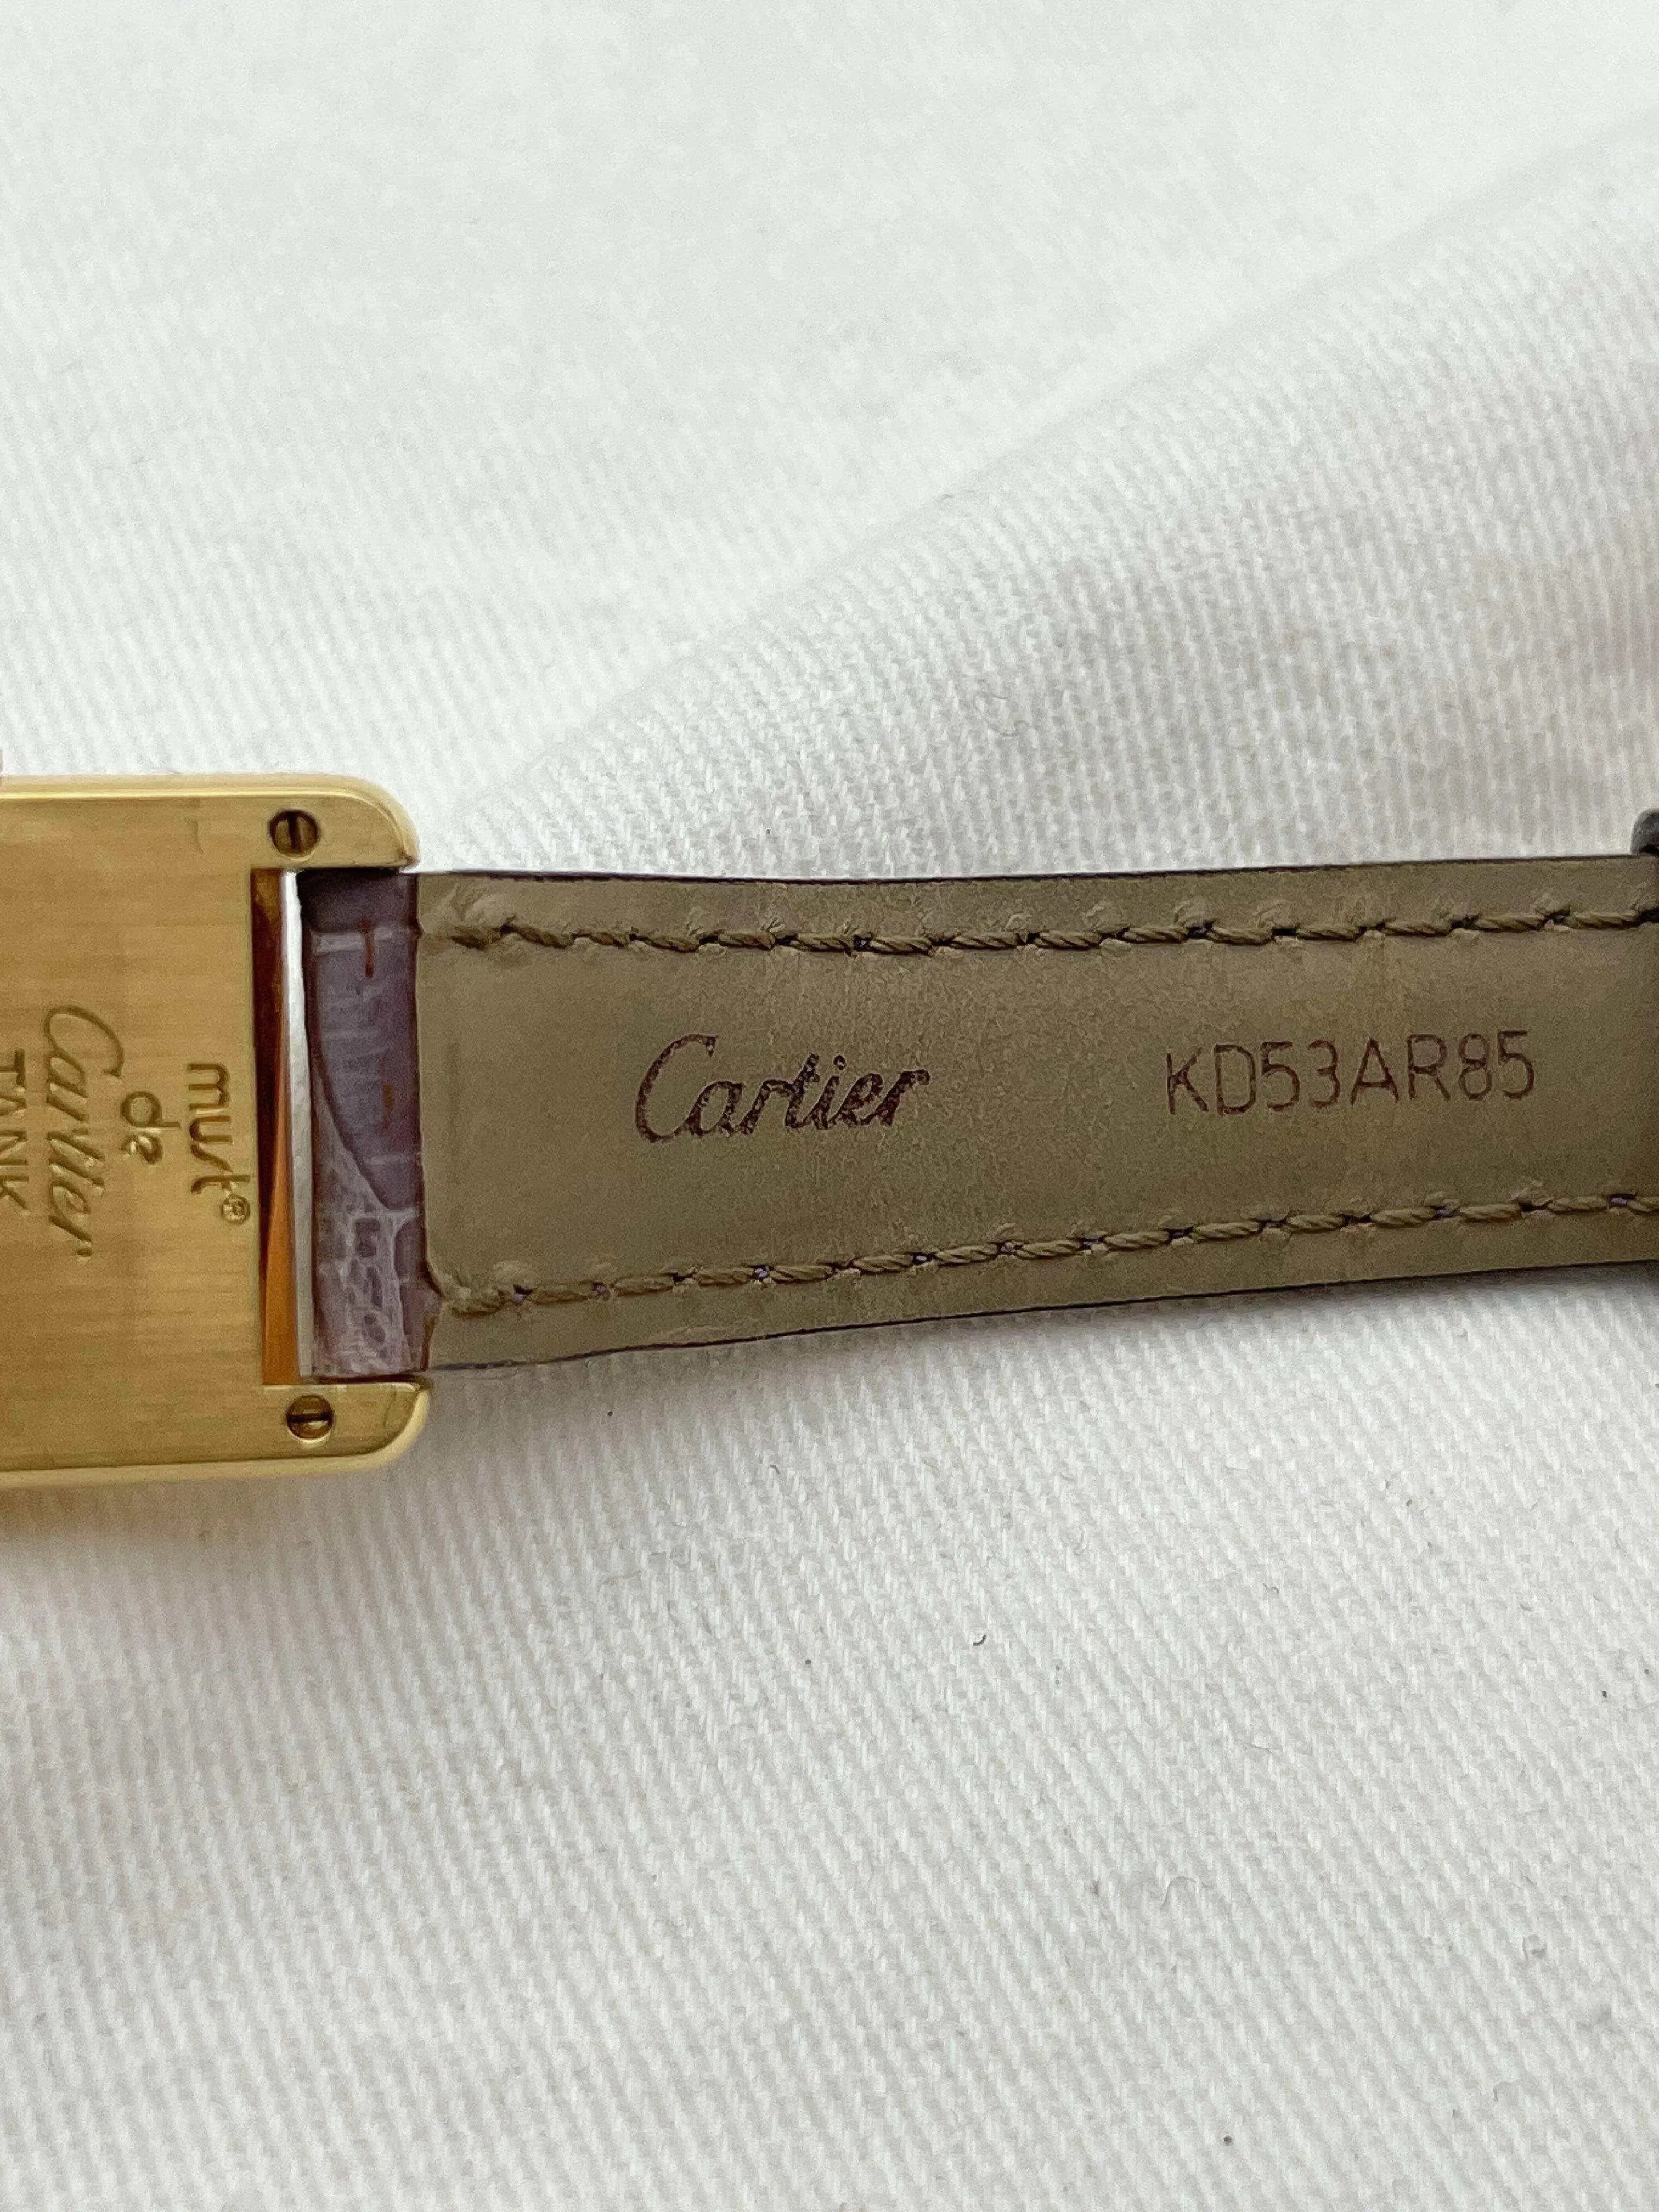 must®
de
Cartier
TANK
Cartier KD53AR85